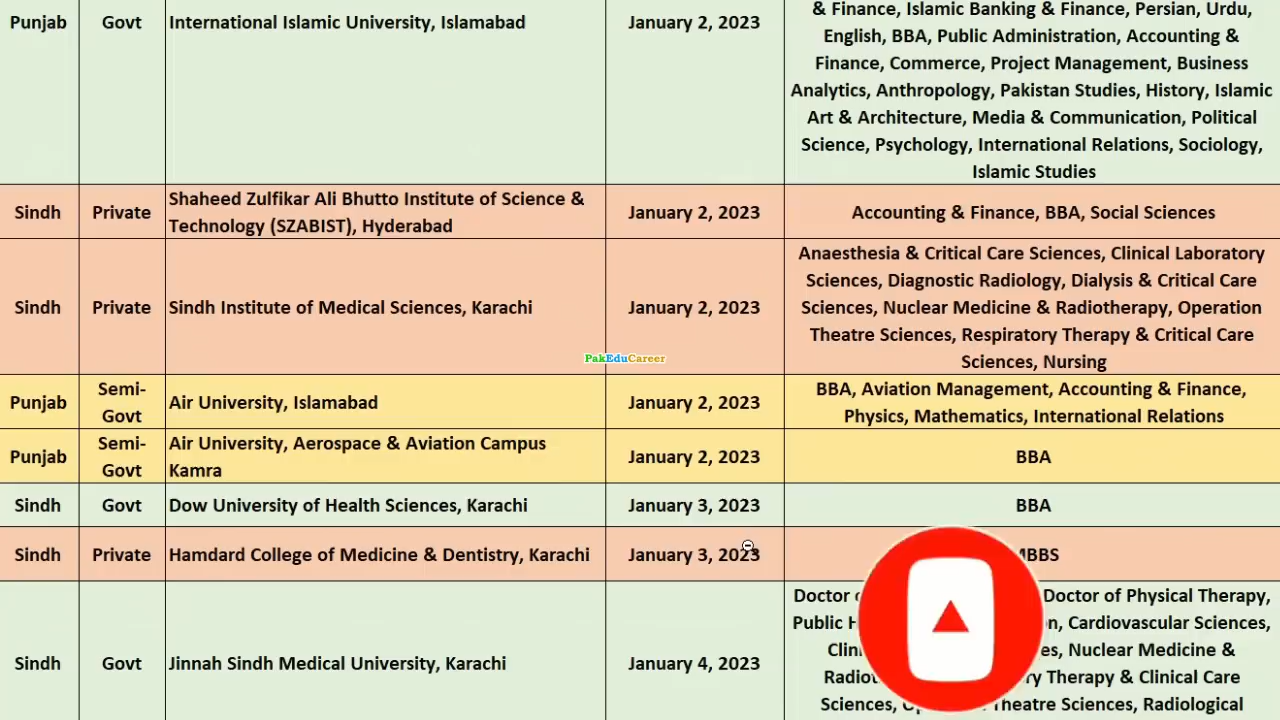 Punjab Govt International Islamic University, Islamabad January 2, 2023
& Finance, Islamic Banking & Finance, Persian, Urdu,
English, BBA, Public Administration, Accounting &
Finance, Commerce, Project Management, Business
Analytics, Anthropology, Pakistan Studies, History, Islamic
Art & Architecture, Media & Communication, Political
Science, Psychology, International Relations, Sociology,
Islamic Studies
Sindh Private
Shaheed Zulfikar Ali Bhutto Institute of Science &
Technology (SZABIST), Hyderabad
January 2, 2023
Accounting & Finance, BBA, Social Sciences
Sindh Private Sindh Institute of Medical Sciences, Karachi January 2, 2023
Anaesthesia & Critical Care Sciences, Clinical Laboratory
Sciences, Diagnostic Radiology, Dialysis & Critical Care
Sciences, Nuclear Medicine & Radiotherapy, Operation
Theatre Sciences, Respiratory Therapy & Critical Care
Sciences, Nursing
PakEduCareer
Punjab
Semi-
Govt
Air University, Islamabad
January 2, 2023
BBA, Aviation Management, Accounting & Finance,
Physics, Mathematics, International Relations
Punjab
Semi-
Govt
Air University, Aerospace & Aviation Campus
Kamra
January 2, 2023
BBA
Sindh Govt Dow University of Health Sciences, Karachi January 3, 2023 BBA
Sindh Private Hamdard College of Medicine & Dentistry, Karachi January 3, 2023 MBBS
Sindh Govt Jinnah Sindh Medical University, Karachi January 4, 2023
Doctor Doctor of Physical Therapy,
Public Cardiovascular Sciences,
Nuclear Medicine &
Therapy & Clinical Care
Sciences, Theatre Sciences, Radiological